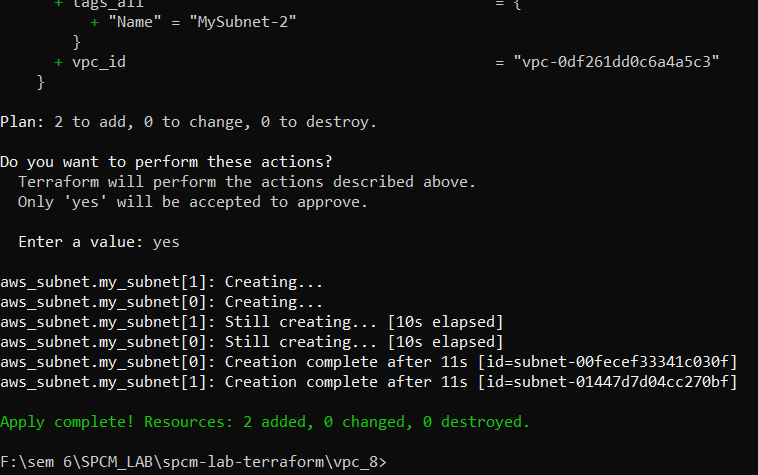 + tags_all = {
+ "Name" = "MySubnet-2"
}
+ vpc_id = "vpc-0df261dd0c6a4a5c3"
}
Plan: 2 to add, 0 to change, 0 to destroy.
Do you want to perform these actions?
Terraform will perform the actions described above.
Only 'yes' will be accepted to approve.
Enter a value: yes
aws_subnet.my_subnet[1]: Creating...
aws_subnet.my_subnet[0]: Creating...
aws_subnet.my_subnet[1]: Still creating... [10s elapsed]
aws_subnet.my_subnet[0]: Still creating... [10s elapsed]
aws_subnet.my_subnet[0]: Creation complete after 11s [id=subnet-00fecef33341c030f]
aws_subnet.my_subnet[1]: Creation complete after 11s [id=subnet-01447d7d04cc270bf]
Apply complete! Resources: 2 added, 0 changed, 0 destroyed.
F:\sem 6\SPCM_LAB\spcm-lab-terraform\vpc_8>